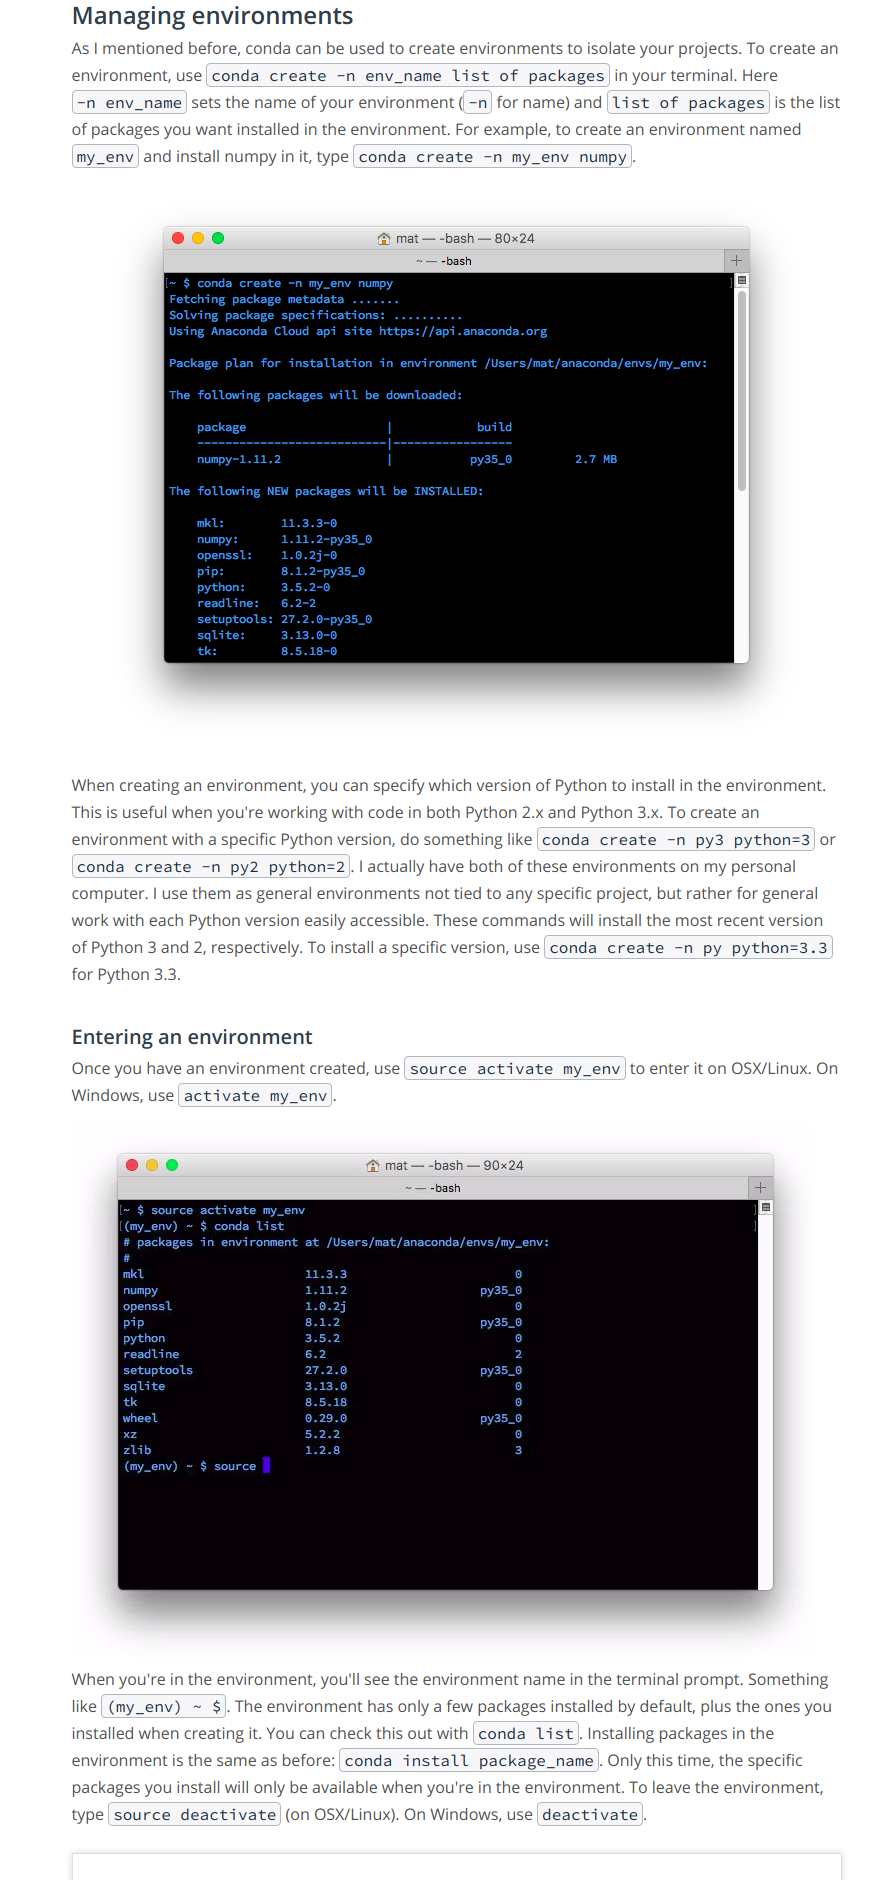 Managing environments
As I mentioned before, conda can be used to create environments to isolate your projects. To create an
environment, use conda create -n env_name list of packages in your terminal. Here
-n env_name sets the name of your environment (-n for name) and list of packages is the list
of packages you want installed in the environment. For example, to create an environment named
my_env and install numpy in it, type conda create -n my_env numpy.
mat — -bash — 80×24
~ — -bash
[~ $ conda create -n my_env numpy ]
Fetching package metadata .......
Solving package specifications: ..........
Using Anaconda Cloud api site https://api.anaconda.org
Package plan for installation in environment /Users/mat/anaconda/envs/my_env:
The following packages will be downloaded:
package | build
---------------------------|-----------------
numpy-1.11.2 | py35_0 2.7 MB
The following NEW packages will be INSTALLED:
mkl: 11.3.3-0
numpy: 1.11.2-py35_0
openssl: 1.0.2j-0
pip: 8.1.2-py35_0
python: 3.5.2-0
readline: 6.2-2
setuptools: 27.2.0-py35_0
sqlite: 3.13.0-0
tk: 8.5.18-0
When creating an environment, you can specify which version of Python to install in the environment.
This is useful when you're working with code in both Python 2.x and Python 3.x. To create an
environment with a specific Python version, do something like conda create -n py3 python=3 or
conda create -n py2 python=2. I actually have both of these environments on my personal
computer. I use them as general environments not tied to any specific project, but rather for general
work with each Python version easily accessible. These commands will install the most recent version
of Python 3 and 2, respectively. To install a specific version, use conda create -n py python=3.3
for Python 3.3.
Entering an environment
Once you have an environment created, use source activate my_env to enter it on OSX/Linux. On
Windows, use activate my_env.
mat — -bash — 90×24
~ — -bash
[~ $ source activate my_env ]
[(my_env) ~ $ conda list ]
# packages in environment at /Users/mat/anaconda/envs/my_env:
#
mkl 11.3.3 0
numpy 1.11.2 py35_0
openssl 1.0.2j 0
pip 8.1.2 py35_0
python 3.5.2 0
readline 6.2 2
setuptools 27.2.0 py35_0
sqlite 3.13.0 0
tk 8.5.18 0
wheel 0.29.0 py35_0
xz 5.2.2 0
zlib 1.2.8 3
(my_env) ~ $ source
When you're in the environment, you'll see the environment name in the terminal prompt. Something
like (my_env) ~ $. The environment has only a few packages installed by default, plus the ones you
installed when creating it. You can check this out with conda list. Installing packages in the
environment is the same as before: conda install package_name. Only this time, the specific
packages you install will only be available when you're in the environment. To leave the environment,
type source deactivate (on OSX/Linux). On Windows, use deactivate.